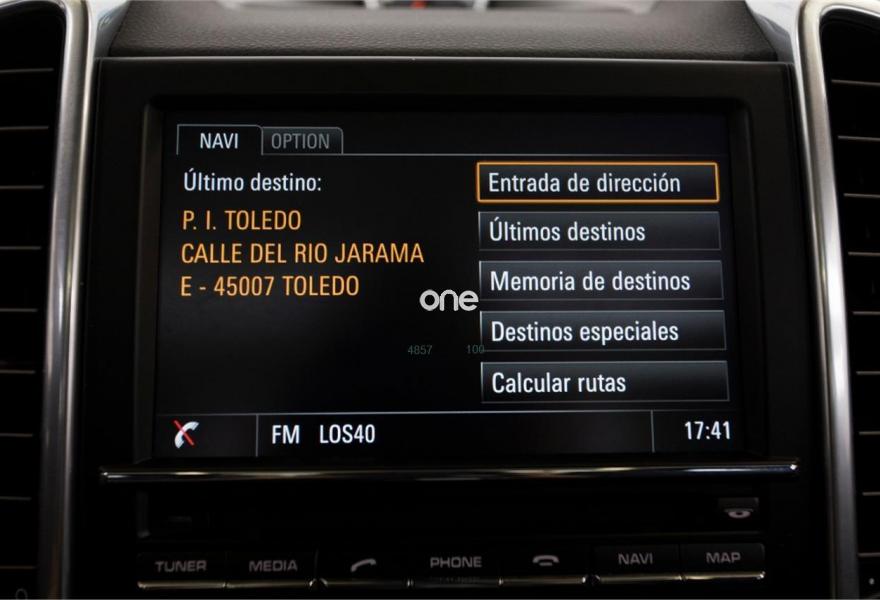 NAVI OPTION
Último destino:
P. I. TOLEDO
CALLE DEL RIO JARAMA
E - 45007 TOLEDO
Entrada de dirección
Últimos destinos
Memoria de destinos
Destinos especiales
Calcular rutas
one
4857 100
FM LOS40 17:41
TUNER MEDIA PHONE NAVI MAP